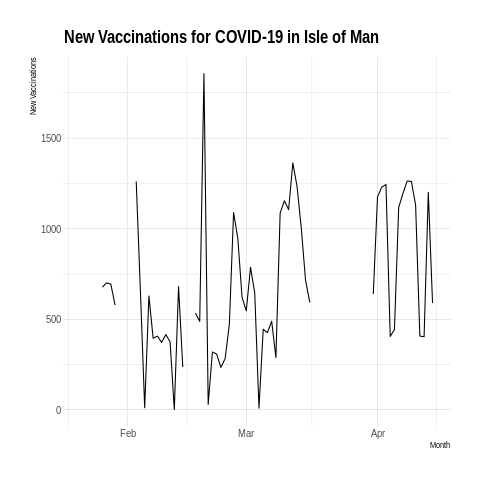 New Vaccinations for COVID-19 in Isle of Man
New Vaccinations
1500
1000
500
0
Feb Mar Apr
Month